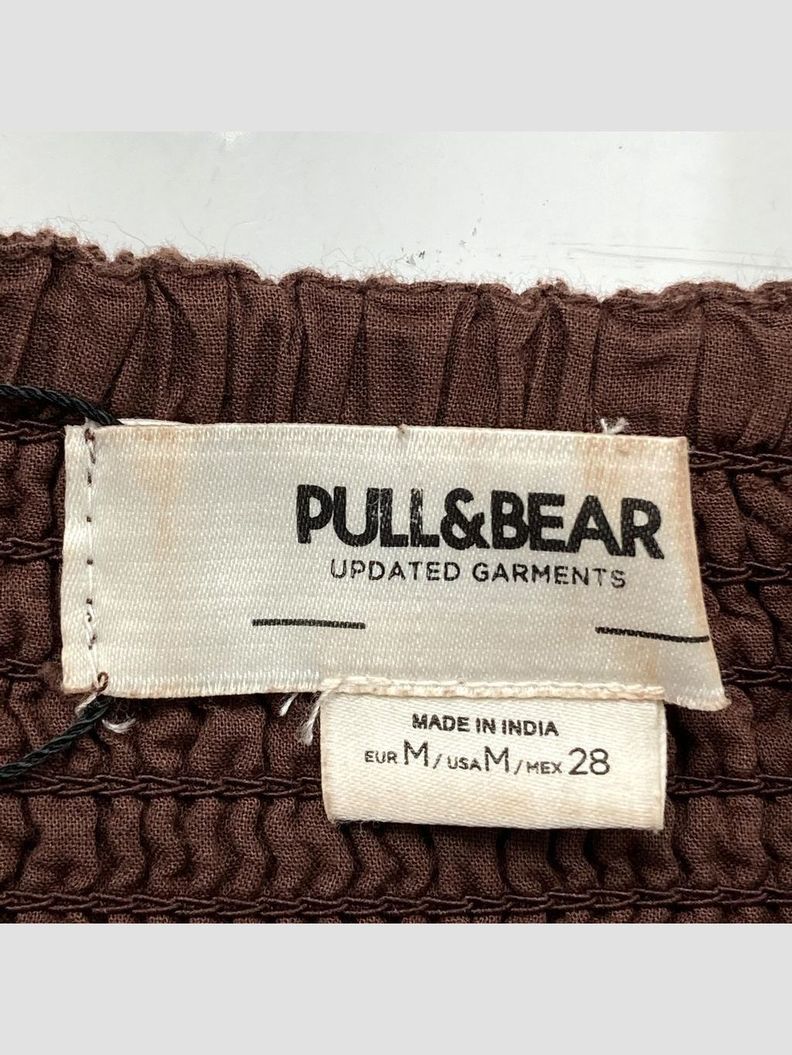 PULL&BEAR
UPDATED GARMENTS
MADE IN INDIA
EUR M / USA M / MEX 28